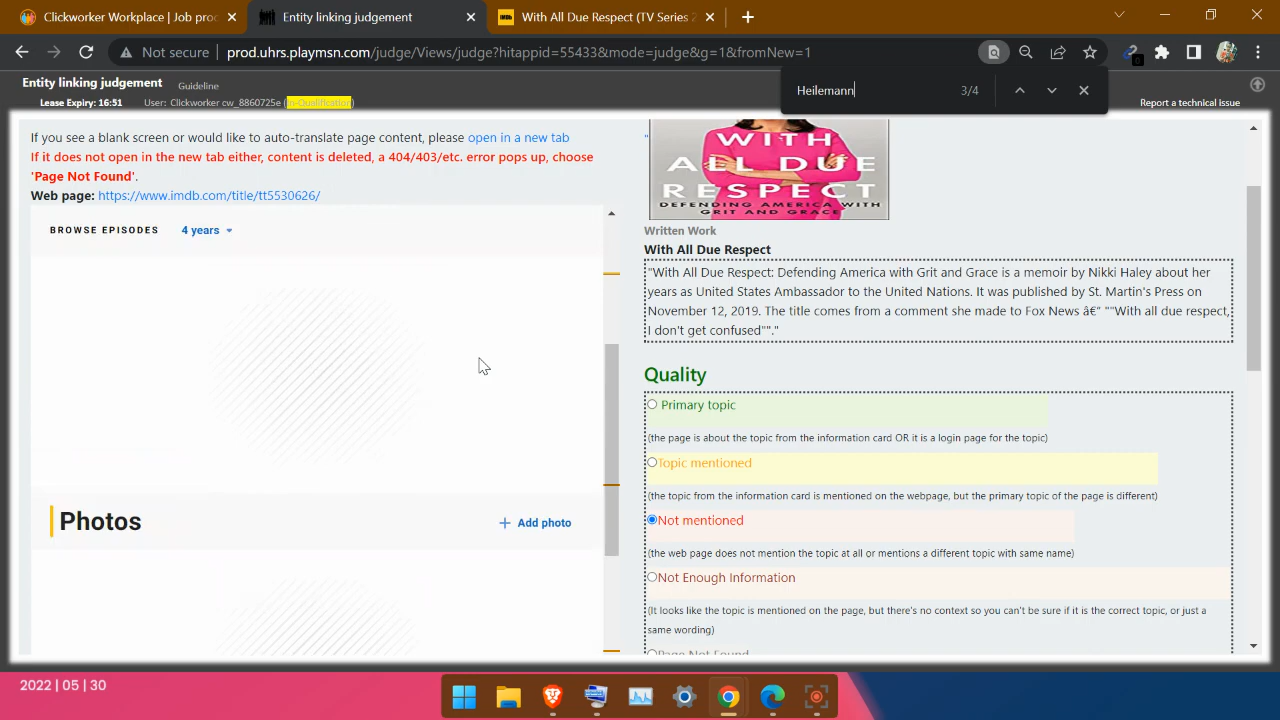 Clickworker Workplace | Job proc
Entity linking judgement
With All Due Respect (TV Series 2
Not secure
prod.uhrs.playmsn.com/judge/Views/judge?hitappid=55433&mode=judge&g=1&fromNew=1
Entity linking judgement
Guideline
Lease Expiry: 16:51
User: Clickworker cw_8860725e (In-Qualification)
Heilemann
3/4
Report a technical issue
If you see a blank screen or would like to auto-translate page content, please open in a new tab
If it does not open in the new tab either, content is deleted, a 404/403/etc. error pops up, choose
'Page Not Found'.
Web page: https://www.imdb.com/title/tt5530626/
BROWSE EPISODES
4 years
Photos
+ Add photo
"
WITH
ALL DUE
RESPECT
DEFENDING AMERICA WITH
GRIT AND GRACE
Written Work
With All Due Respect
"With All Due Respect: Defending America with Grit and Grace is a memoir by Nikki Haley about her
years as United States Ambassador to the United Nations. It was published by St. Martin's Press on
November 12, 2019. The title comes from a comment she made to Fox News â€" ""With all due respect,
I don't get confused""."
Quality
Primary topic
(the page is about the topic from the information card OR it is a login page for the topic)
Topic mentioned
(the topic from the information card is mentioned on the webpage, but the primary topic of the page is different)
Not mentioned
(the web page does not mention the topic at all or mentions a different topic with same name)
Not Enough Information
(It looks like the topic is mentioned on the page, but there's no context so you can't be sure if it is the correct topic, or just a
same wording)
Page Not Found
2022 | 05 | 30